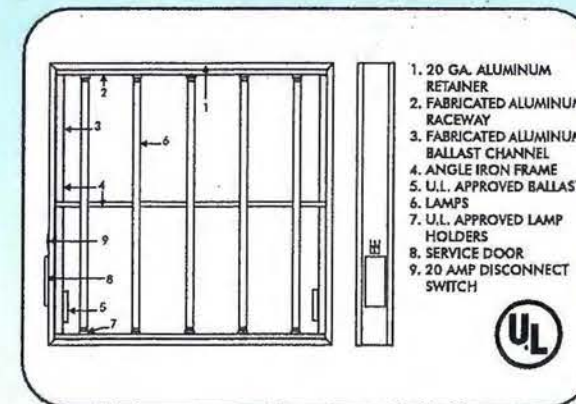 1. 20 GA. ALUMINUM
RETAINER
2. FABRICATED ALUMINUM
RACEWAY
3. FABRICATED ALUMINUM
BALLAST CHANNEL
4. ANGLE IRON FRAME
5. U.L. APPROVED BALLAST
6. LAMPS
7. U.L. APPROVED LAMP
HOLDERS
8. SERVICE DOOR
9. 20 AMP DISCONNECT
SWITCH
1
2
3
6
4
9
8
5
7
UL